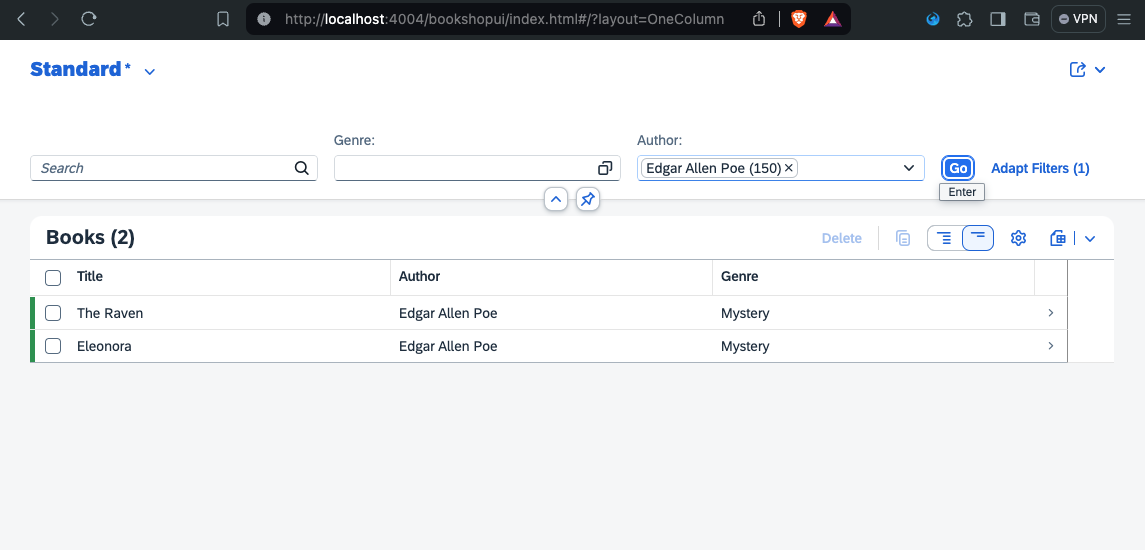 http://localhost:4004/bookshopui/index.html#/?layout=OneColumn
VPN
Standard*
Genre:
Author:
Search
Edgar Allen Poe (150)
Go
Adapt Filters (1)
Enter
Books (2)
Delete
Title Author Genre
The Raven Edgar Allen Poe Mystery
Eleonora Edgar Allen Poe Mystery